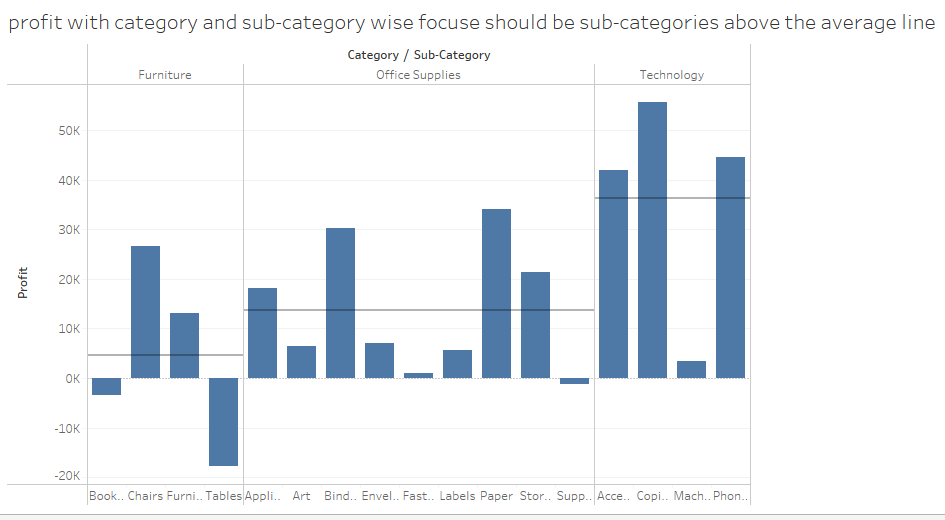 profit with category and sub-category wise focuse should be sub-categories above the average line
Category / Sub-Category
Furniture Office Supplies Technology
50K
40K
30K
20K
10K
0K
-10K
-20K
Profit
Book.. Chairs Furni.. Tables Appli.. Art Bind.. Envel.. Fast.. Labels Paper Stor.. Supp.. Acce.. Copi.. Mach.. Phon..